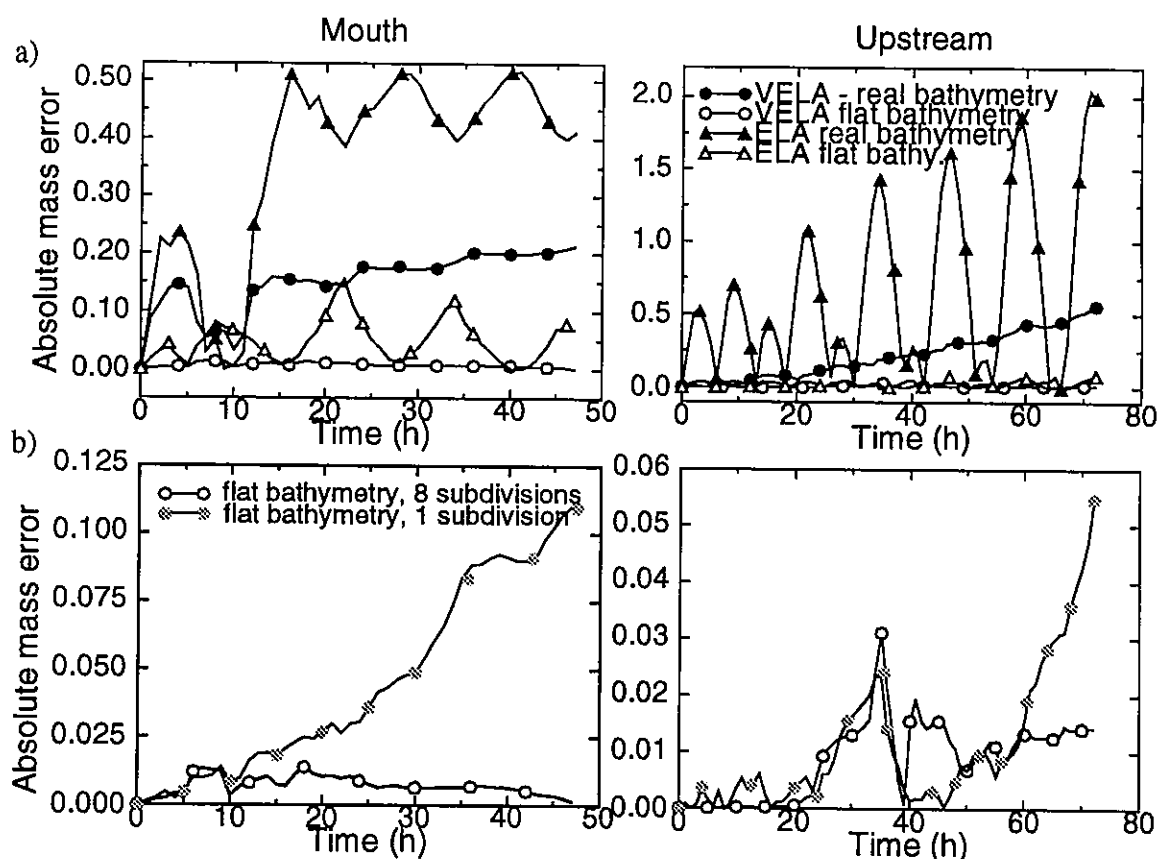 a)
Mouth
Upstream
Absolute mass error
0.50
0.40
0.30
0.20
0.10
0.00
0 10 20 30 40 50
Time (h)
2.0
1.5
1.0
0.5
0.0
VELA - real bathymetry
VELA flat bathymetry
ELA real bathymetry
ELA flat bathy.
0 20 40 60 80
Time (h)
b)
Absolute mass error
0.125
0.100
0.075
0.050
0.025
0.000
flat bathymetry, 8 subdivisions
flat bathymetry, 1 subdivision
0 10 20 30 40 50
Time (h)
0.06
0.05
0.04
0.03
0.02
0.01
0.00
0 20 40 60 80
Time (h)